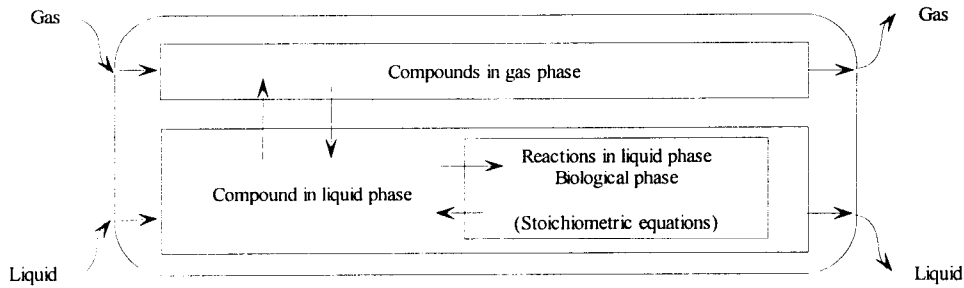 Gas
Gas
Compounds in gas phase
Reactions in liquid phase
Biological phase
Compound in liquid phase
(Stoichiometric equations)
Liquid
Liquid